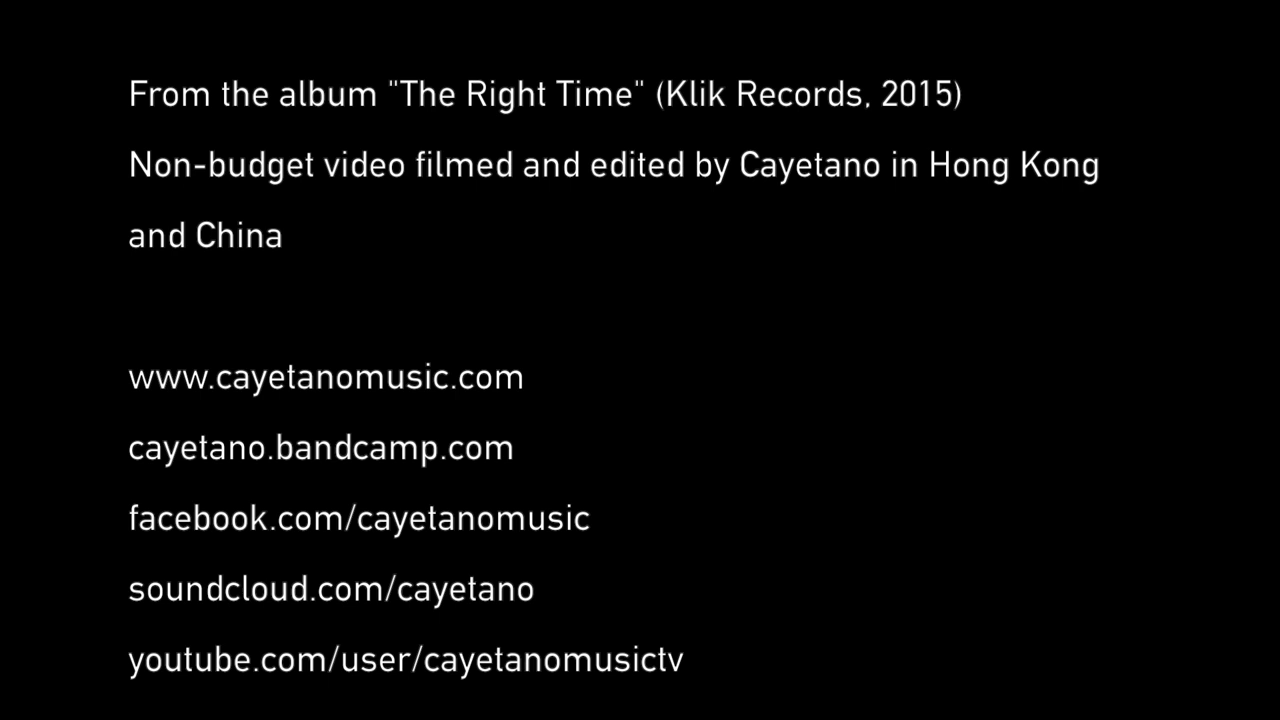 From the album "The Right Time" (Klik Records, 2015)
Non-budget video filmed and edited by Cayetano in Hong Kong
and China
www.cayetanomusic.com
cayetano.bandcamp.com
facebook.com/cayetanomusic
soundcloud.com/cayetano
youtube.com/user/cayetanomusictv